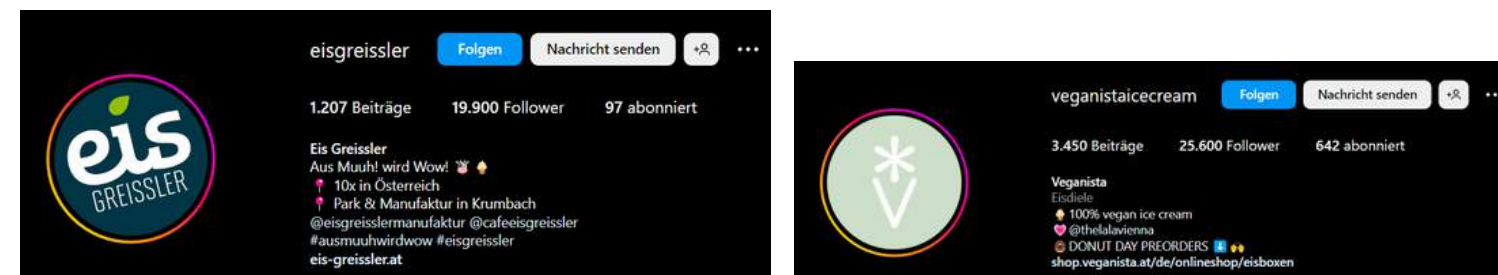 eisgreissler Folgen Nachricht senden
1.207 Beiträge 19.900 Follower 97 abonniert
eis
GREISSLER
Eis Greissler
Aus Muuh! wird Wow!
10x in Österreich
Park & Manufaktur in Krumbach
@eisgreisslermanufaktur @cafeeisgreissler
#ausmuuhwirdwow #eisgreissler
eis-greissler.at
veganistaicecream Folgen Nachricht senden
3.450 Beiträge 25.600 Follower 642 abonniert
V
Veganista
Eisdiele
100% vegan ice cream
@thelalavienna
DONUT DAY PREORDERS
shop.veganista.at/de/onlineshop/eisboxen